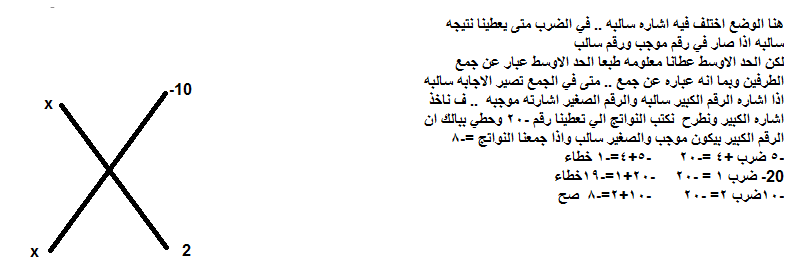 هنا الوضع اختلف فيه اشاره سالبه .. في الضرب متى يعطينا نتيجه
سالبه اذا صار في رقم موجب ورقم سالب
لكن الحد الاوسط عطانا معلومه طبعا الحد الاوسط عبار عن جمع
الطرفين وبما انه عباره عن جمع .. متى في الجمع تصير الاجابه سالبه
اذا اشاره الرقم الكبير سالبه والرقم الصغير اشارته موجبه .. ف ناخذ
اشاره الكبير ونطرح نكتب النواتج الي تعطينا رقم -٢٠ وحطي ببالك ان
الرقم الكبير بيكون موجب والصغير سالب واذا جمعنا النواتج =-٨
-٥ ضرب +٤ =-٢٠ -٥+٤=-١ خطاء
-20 ضرب ١ = -٢٠ -٢٠+١=-١٩خطاء
-١٠ضرب ٢= -٢٠ -١٠+٢=-٨ صح
x -10
x 2